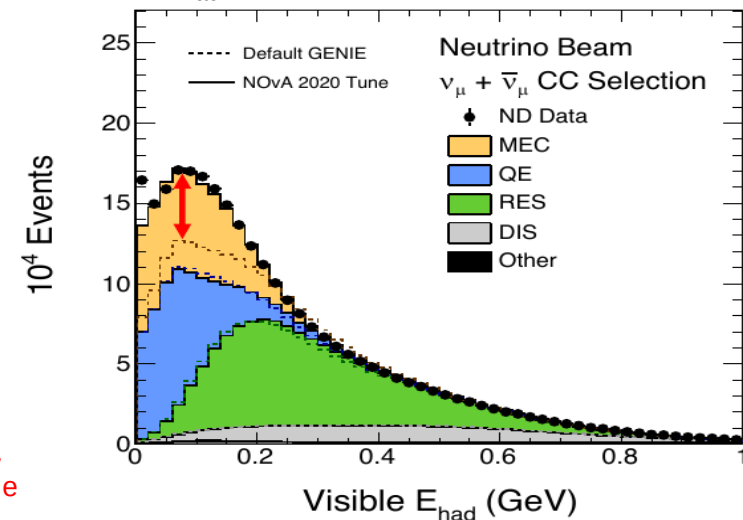 25
20
15
10
5
0
10⁴ Events
Default GENIE
NOvA 2020 Tune
Neutrino Beam
νμ + ν̄μ CC Selection
ND Data
MEC
QE
RES
DIS
Other
0 0.2 0.4 0.6 0.8 1
Visible E_had (GeV)
e